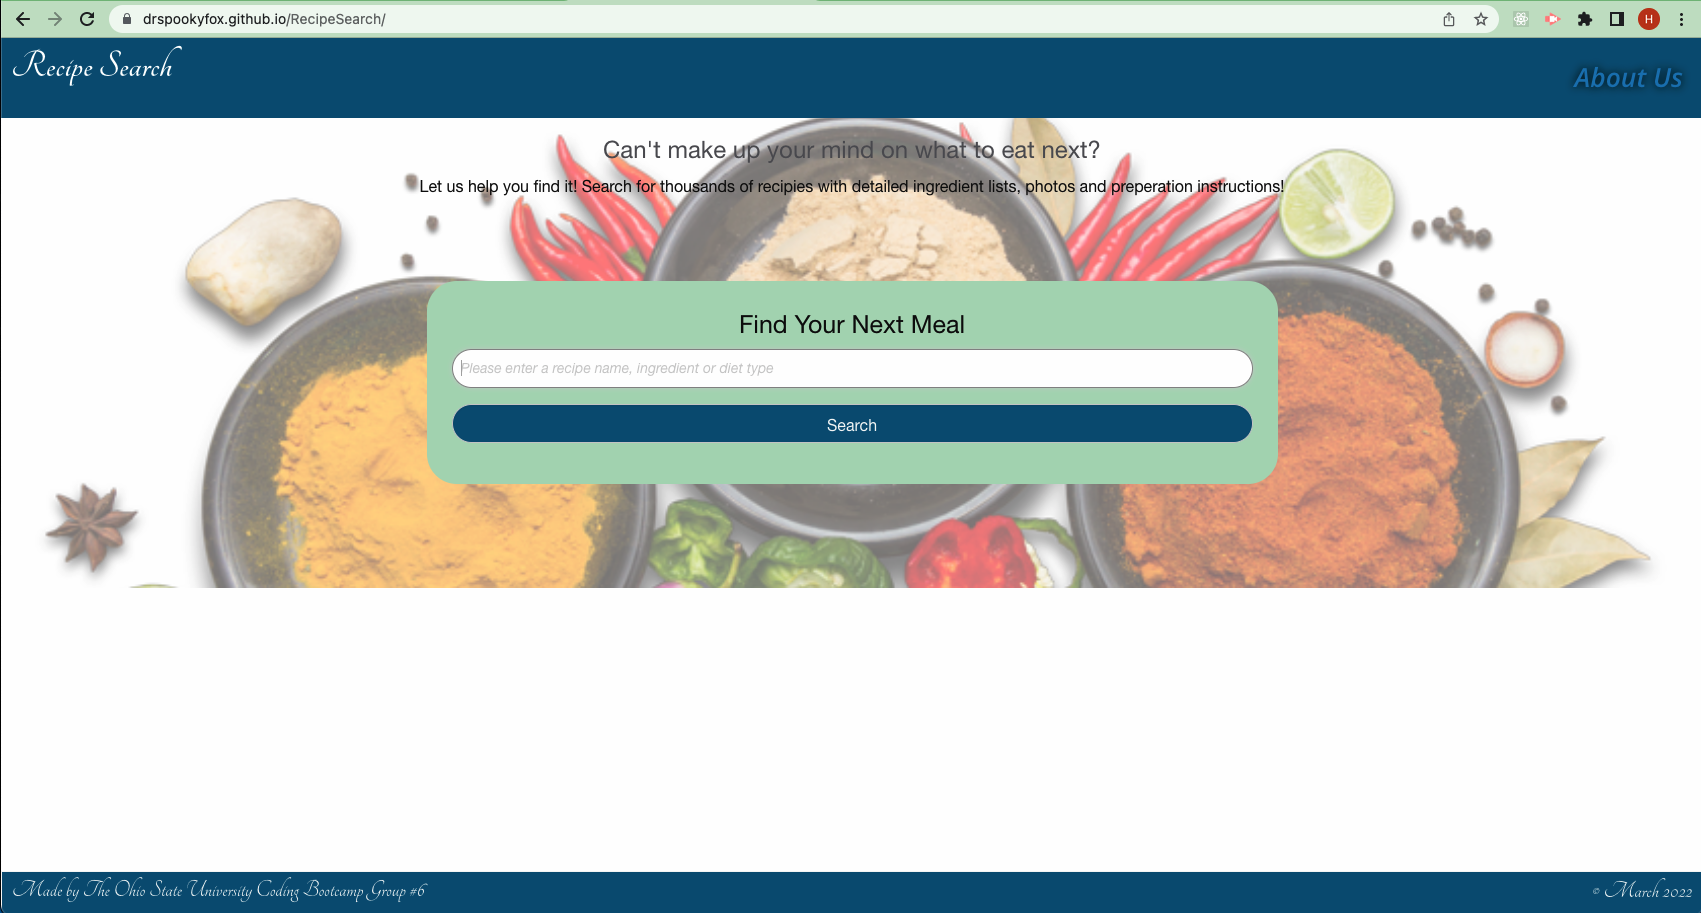 drspookyfox.github.io/RecipeSearch/
H
Recipe Search
About Us
Can't make up your mind on what to eat next?
Let us help you find it! Search for thousands of recipies with detailed ingredient lists, photos and preperation instructions!
Find Your Next Meal
Please enter a recipe name, ingredient or diet type
Search
Made by The Ohio State University Coding Bootcamp Group #6
© March 2022